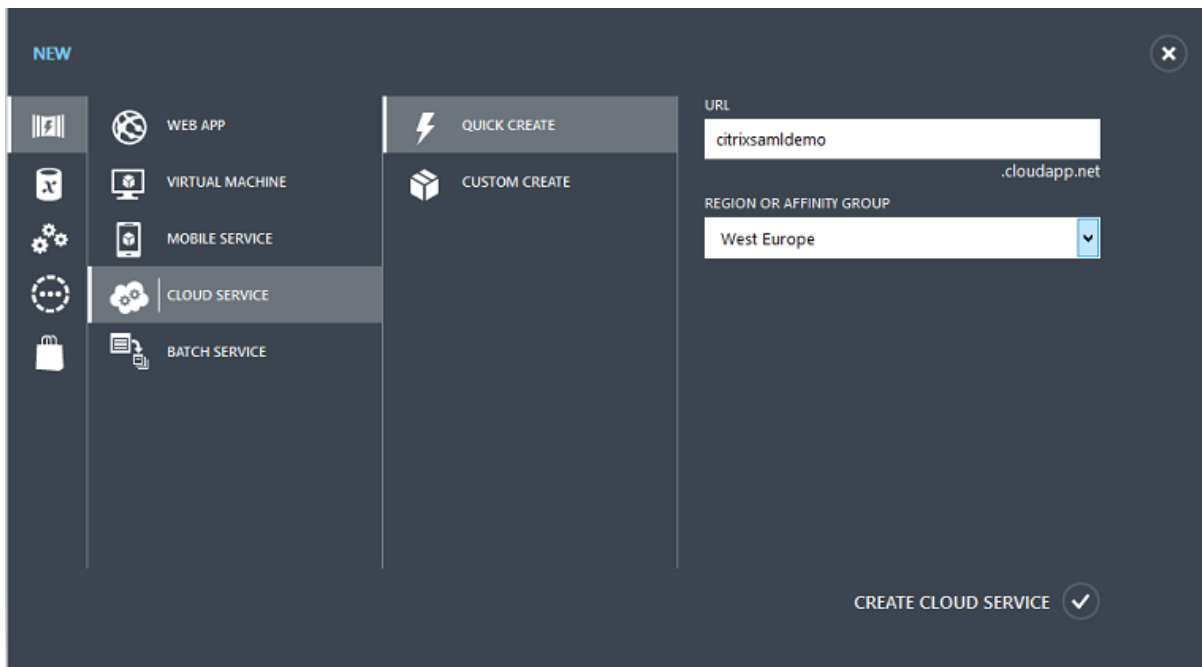 NEW
WEB APP
VIRTUAL MACHINE
MOBILE SERVICE
CLOUD SERVICE
BATCH SERVICE
QUICK CREATE
CUSTOM CREATE
URL
citrixsamldemo
.cloudapp.net
REGION OR AFFINITY GROUP
West Europe
CREATE CLOUD SERVICE